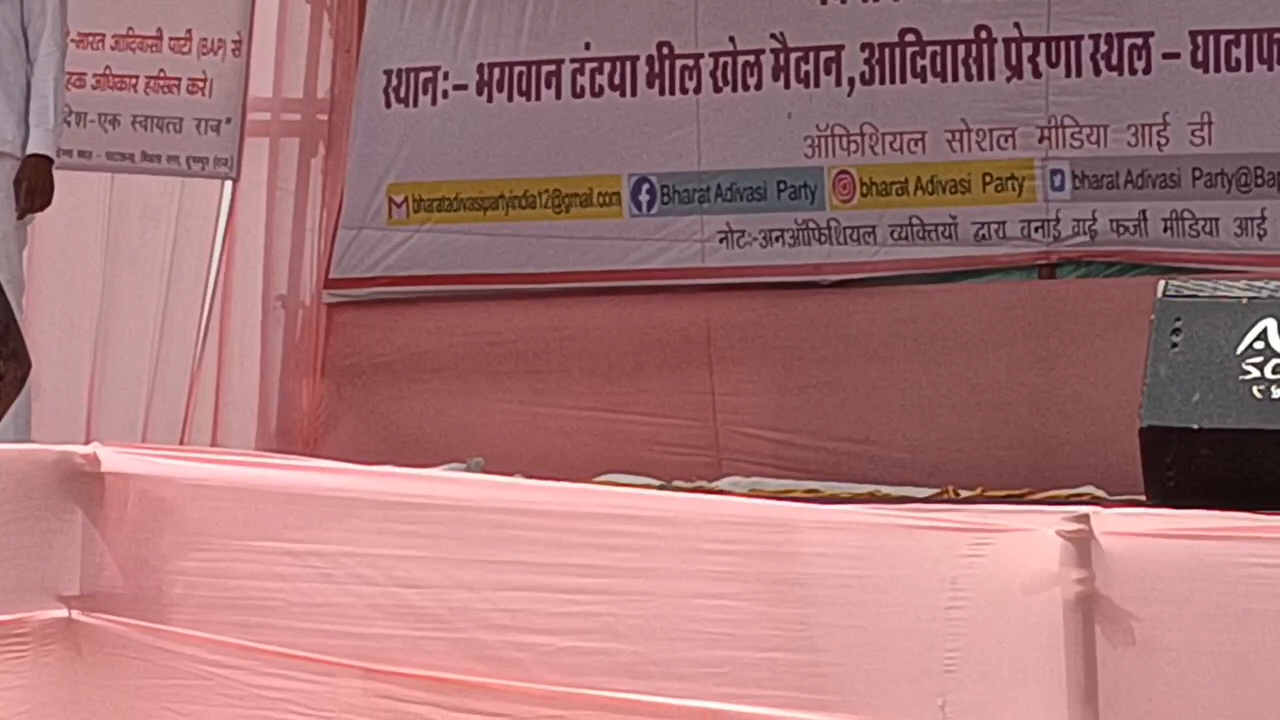 -भारत आदिवासी पार्टी (BAP) से
हक अधिकार हासिल करे।
देश-एक स्वायत्त राज"
स्थानः- भगवान टंटया भील खेल मैदान, आदिवासी प्रेरणा स्थल - घाटाफ
ऑफिशियल सोशल मीडिया आई डी
bharatadivasipartyindia12@gmail.com Bharat Adivasi Party bharat Adivasi Party bharat Adivasi Party@Bap
नोटः-अनऑफिशियल व्यक्तियों द्वारा बनाई गई फर्जी मीडिया आई